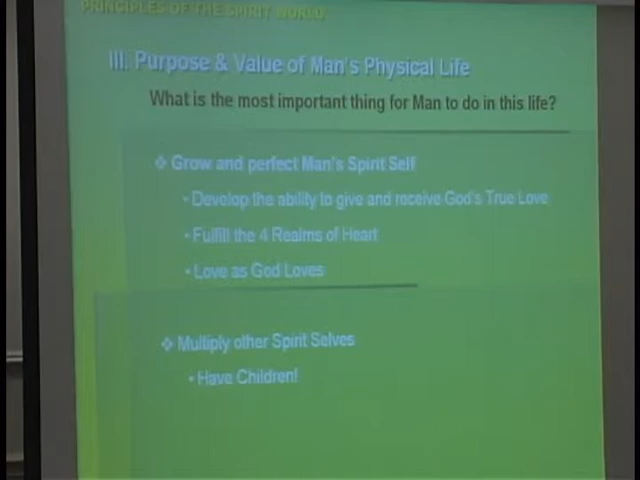 PRINCIPLES OF THE SPIRIT WORLD
III. Purpose & Value of Man's Physical Life
What is the most important thing for Man to do in this life?
❖ Grow and perfect Man's Spirit Self
• Develop the ability to give and receive God's True Love
• Fulfill the 4 Realms of Heart
• Love as God Loves
❖ Multiply other Spirit Selves
• Have Children!